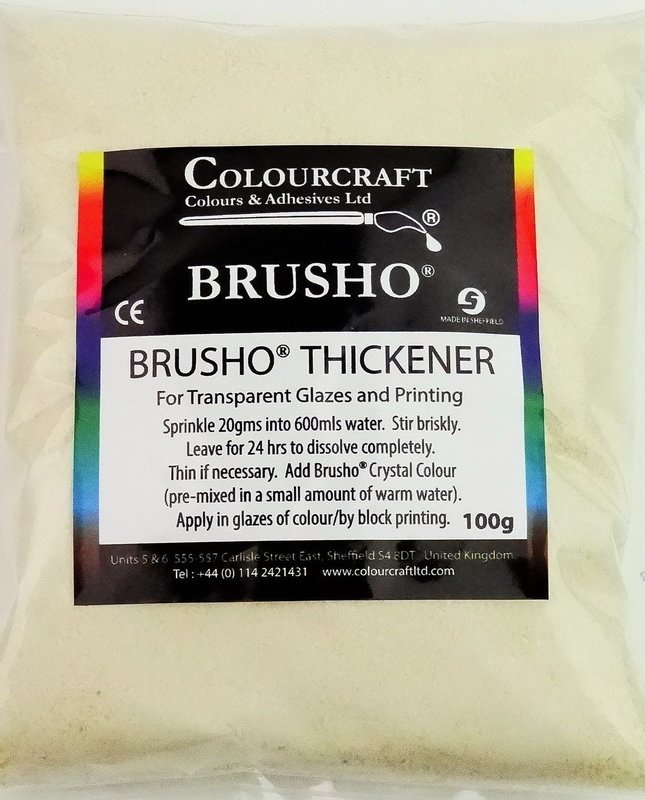 COLOURCRAFT
Colours & Adhesives Ltd
®
BRUSHO®
CE
MADE IN SHEFFIELD
BRUSHO® THICKENER
For Transparent Glazes and Printing
Sprinkle 20gms into 600mls water. Stir briskly.
Leave for 24 hrs to dissolve completely.
Thin if necessary. Add Brusho® Crystal Colour
(pre-mixed in a small amount of warm water).
Apply in glazes of colour/by block printing. 100g
Units 5 & 6 555-557 Carlisle Street East, Sheffield S4 8DT, United Kingdom.
Tel : +44 (0) 114 2421431 www.colourcraftltd.com